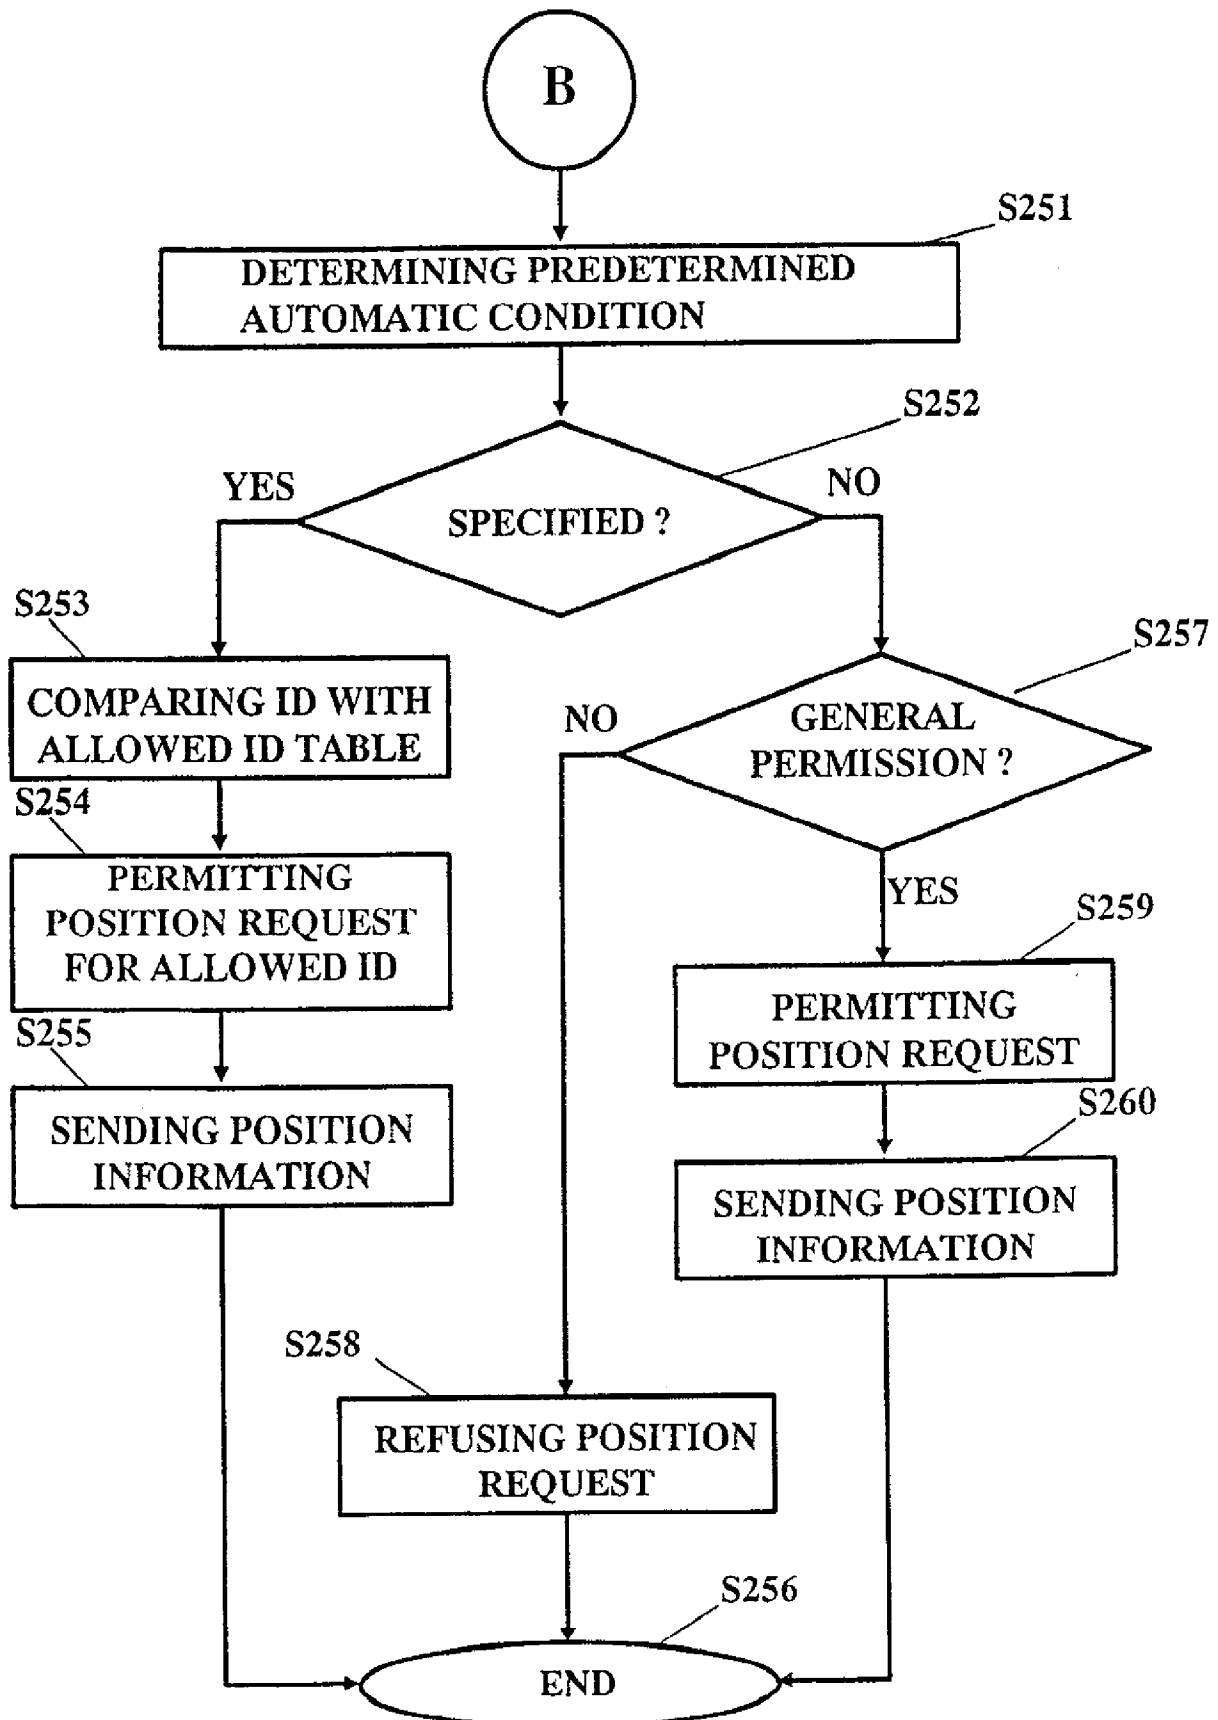 B
S251
DETERMINING PREDETERMINED
AUTOMATIC CONDITION
S252
YES
NO
SPECIFIED ?
S253
S257
COMPARING ID WITH
ALLOWED ID TABLE
NO
GENERAL
PERMISSION ?
S254
PERMITTING
POSITION REQUEST
FOR ALLOWED ID
YES
S259
PERMITTING
POSITION REQUEST
S255
SENDING POSITION
INFORMATION
S260
SENDING POSITION
INFORMATION
S258
REFUSING POSITION
REQUEST
S256
END